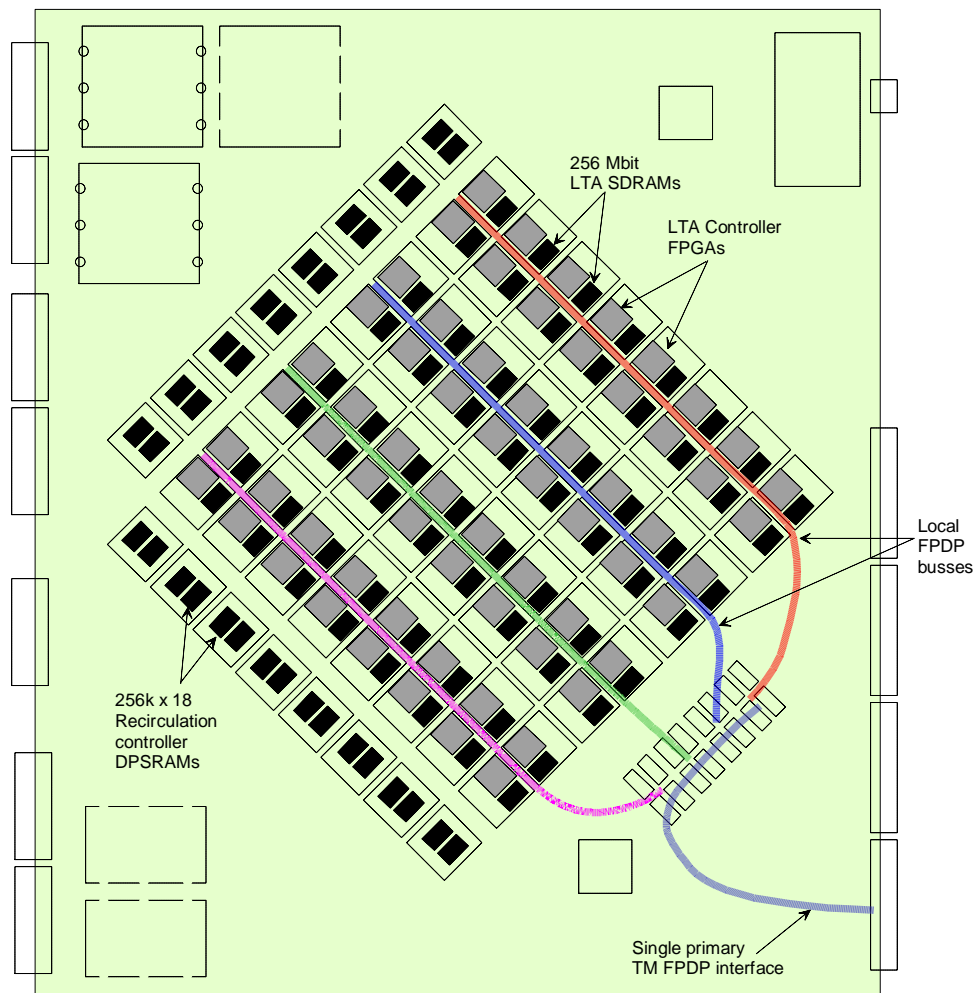 256 Mbit
LTA SDRAMs
LTA Controller
FPGAs
Local
FPDP
busses
256k x 18
Recirculation
controller
DPSRAMs
Single primary
TM FPDP interface